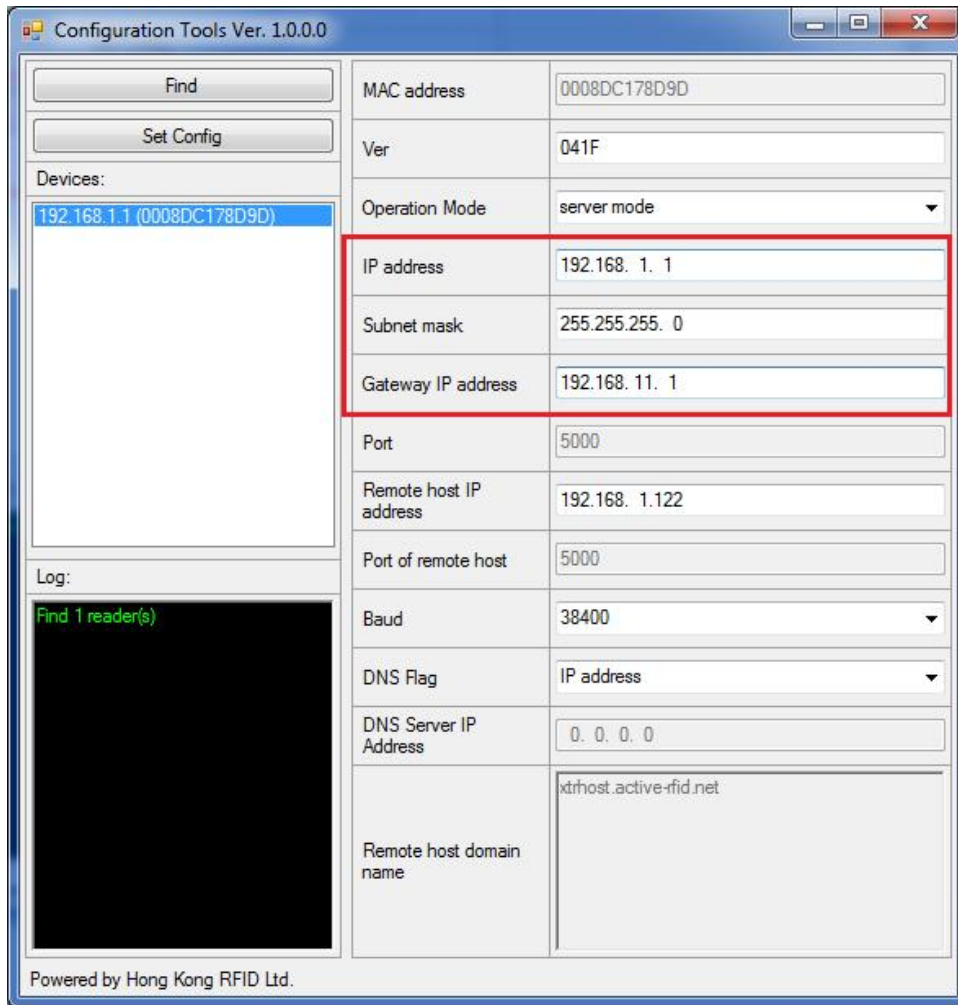 Configuration Tools Ver. 1.0.0.0
Find
Set Config
Devices:
192.168.1.1 (0008DC178D9D)
Log:
Find 1 reader(s)
MAC address
0008DC178D9D
Ver
041F
Operation Mode
server mode
IP address
192.168. 1. 1
Subnet mask
255.255.255. 0
Gateway IP address
192.168. 11. 1
Port
5000
Remote host IP
address
192.168. 1.122
Port of remote host
5000
Baud
38400
DNS Flag
IP address
DNS Server IP
Address
0. 0. 0. 0
Remote host domain
name
xtrhost.active-rfid.net
Powered by Hong Kong RFID Ltd.